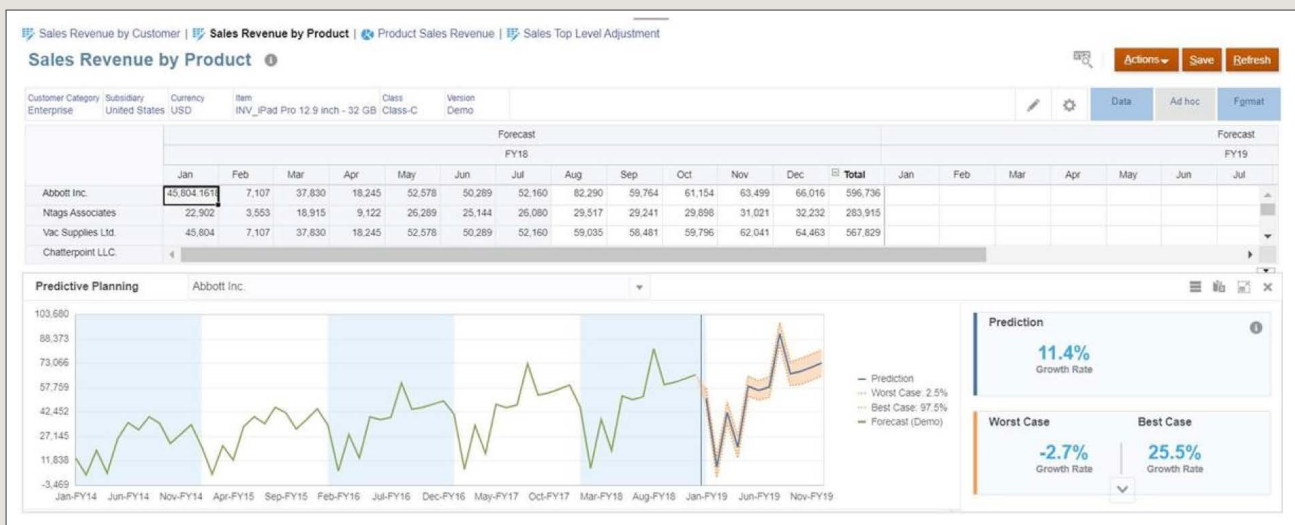 Sales Revenue by Customer | Sales Revenue by Product | Product Sales Revenue | Sales Top Level Adjustment
Sales Revenue by Product
Actions Save Refresh
Customer Category Subsidiary Currency Item Class Version
Enterprise United States USD INV_iPad Pro 12.9 inch - 32 GB Class-C Demo
Data Ad hoc Format
Forecast Forecast
FY18 FY19
Jan Feb Mar Apr May Jun Jul Aug Sep Oct Nov Dec Total Jan Feb Mar Apr May Jun Jul
Abbott Inc. 45,804.1618 7,107 37,830 18,245 52,578 50,289 52,160 82,290 59,764 61,154 63,499 66,016 596,736
Ntags Associates 22,902 3,553 18,915 9,122 26,289 25,144 26,080 29,517 29,241 29,898 31,021 32,232 283,915
Vac Supplies Ltd. 45,804 7,107 37,830 18,245 52,578 50,289 52,160 59,035 58,481 59,796 62,041 64,463 567,829
Chatterpoint LLC.
Predictive Planning Abbott Inc.
103,680
88,373
73,066
57,759
42,452
27,145
11,838
-3,469
Jan-FY14 Jun-FY14 Nov-FY14 Apr-FY15 Sep-FY15 Feb-FY16 Jul-FY16 Dec-FY16 May-FY17 Oct-FY17 Mar-FY18 Aug-FY18 Jan-FY19 Jun-FY19 Nov-FY19
Prediction
Worst Case: 2.5%
Best Case: 97.5%
Forecast (Demo)
Prediction
11.4%
Growth Rate
Worst Case Best Case
-2.7% 25.5%
Growth Rate Growth Rate